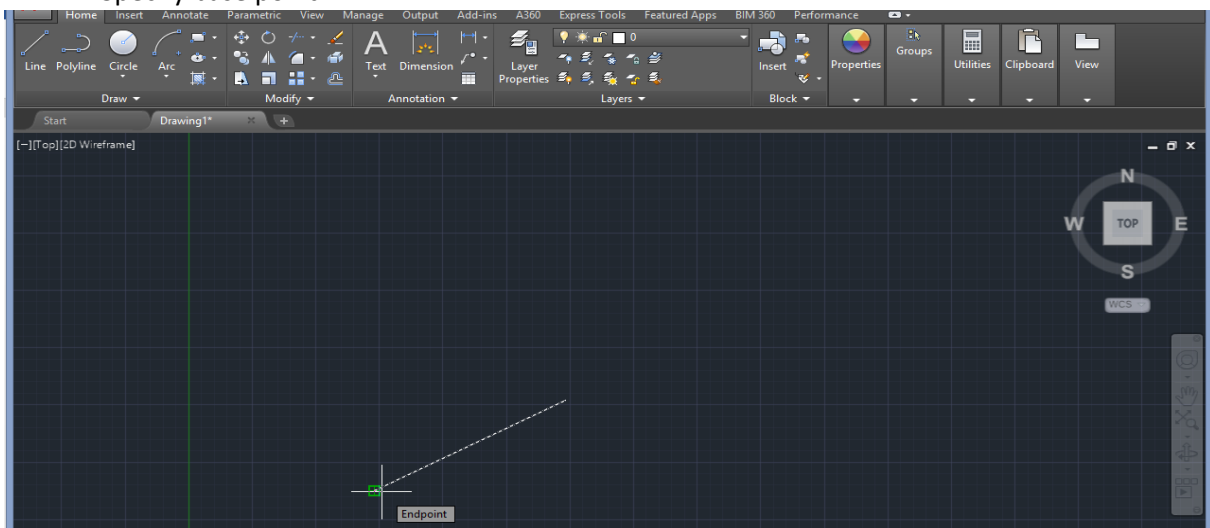 Home Insert Annotate Parametric View Manage Output Add-ins A360 Express Tools Featured Apps BIM 360 Performance
0
Line Polyline Circle Arc Text Dimension Layer Properties Insert Properties Groups Utilities Clipboard View
Draw Modify Annotation Layers Block
Start Drawing1* +
[−][Top][2D Wireframe]
N
W TOP E
S
WCS
Endpoint